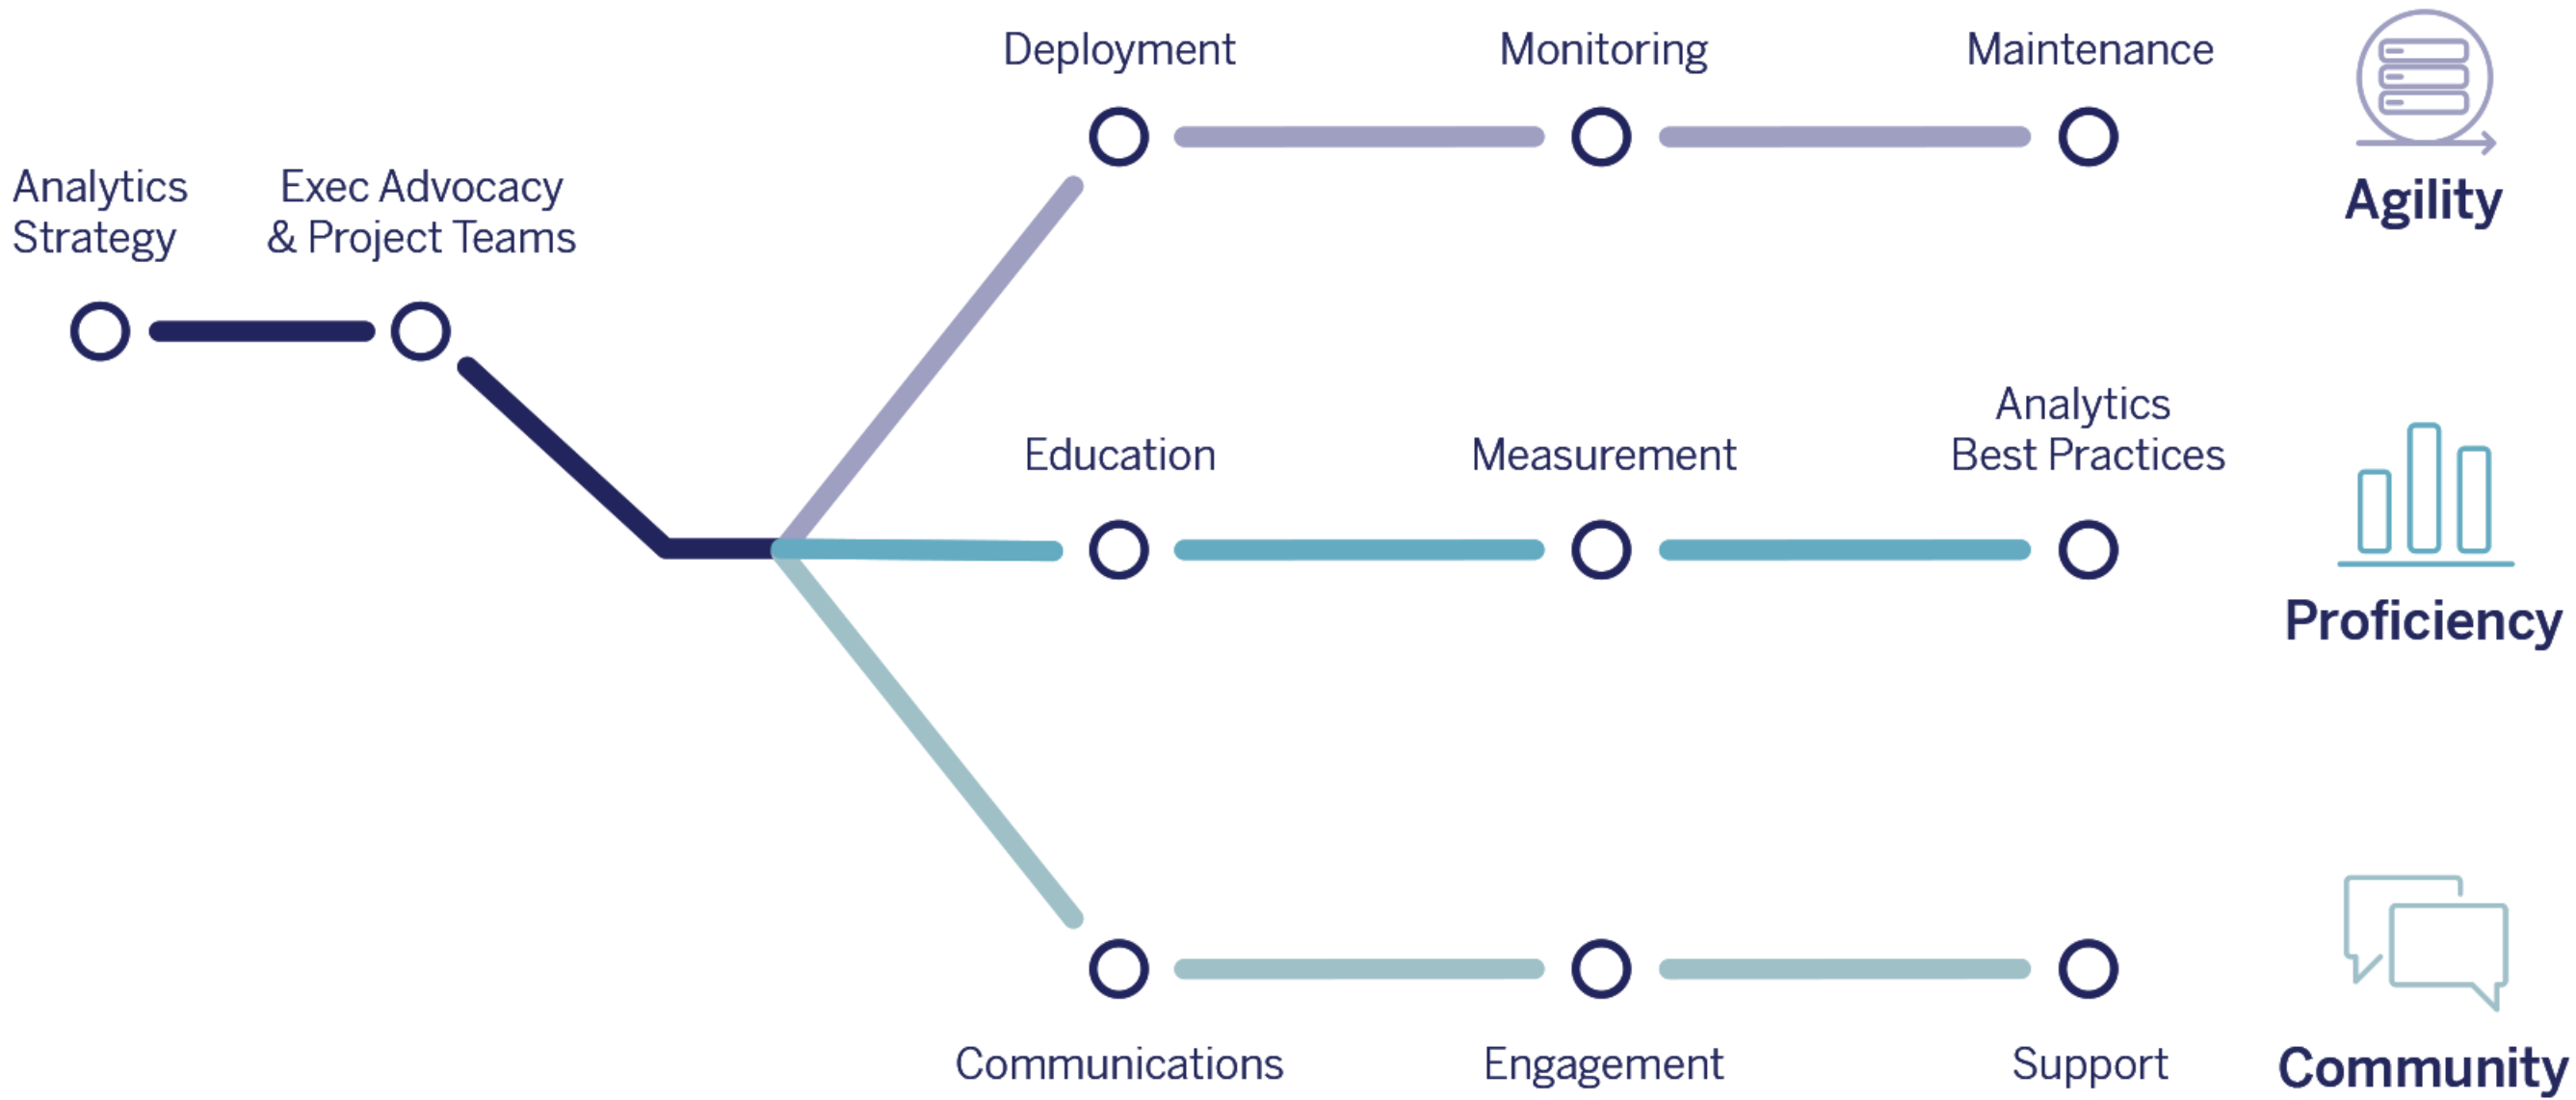 Analytics
Strategy
Exec Advocacy
& Project Teams
Deployment
Monitoring
Maintenance
Agility
Education
Measurement
Analytics
Best Practices
Proficiency
Communications
Engagement
Support
Community